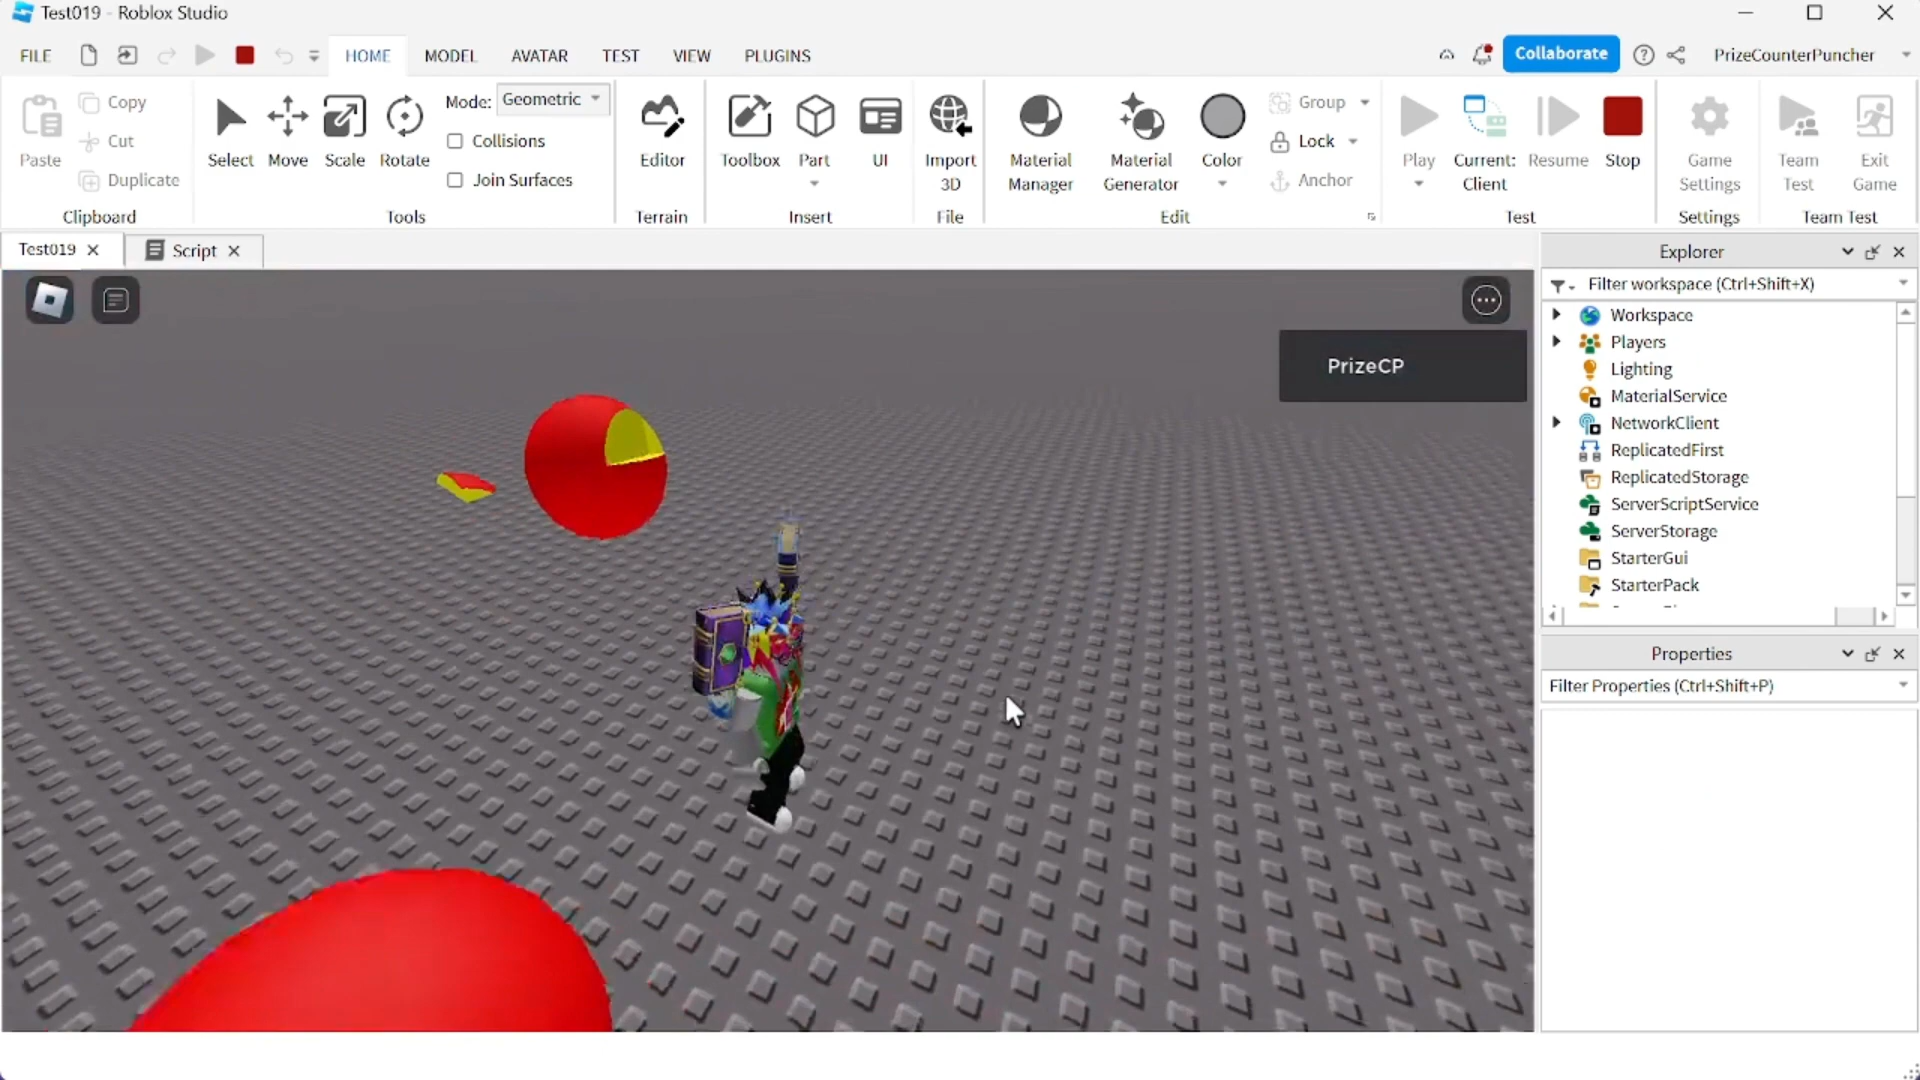 Test019 - Roblox Studio
FILE HOME MODEL AVATAR TEST VIEW PLUGINS Collaborate PrizeCounterPuncher
Paste
Copy
Cut
Duplicate
Clipboard
Select Move Scale Rotate
Mode: Geometric
Collisions
Join Surfaces
Tools
Editor
Terrain
Toolbox Part UI
Insert
Import
3D
File
Material
Manager
Material
Generator
Color
Group
Lock
Anchor
Edit
Play
Current:
Client
Resume Stop
Test
Game
Settings
Settings
Team
Test
Exit
Game
Team Test
Test019 Script
PrizeCP
Explorer
Filter workspace (Ctrl+Shift+X)
Workspace
Players
Lighting
MaterialService
NetworkClient
ReplicatedFirst
ReplicatedStorage
ServerScriptService
ServerStorage
StarterGui
StarterPack
Properties
Filter Properties (Ctrl+Shift+P)